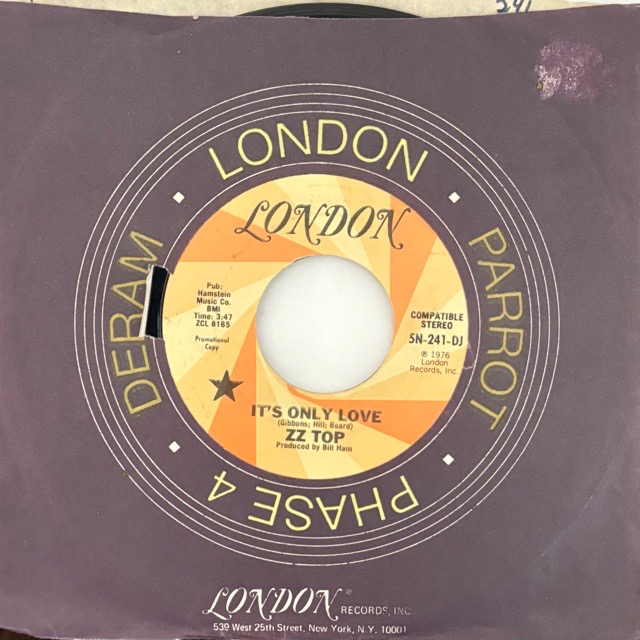 241
LONDON
PARROT
PHASE 4
DERAM
LONDON
Pub:
Hamstein
Music Co.
BMI
Time: 3:47
ZCL 8165
Promotional
Copy
COMPATIBLE
STEREO
5N-241-DJ
℗ 1976
London
Records, Inc.
IT'S ONLY LOVE
(Gibbons; Hill; Beard)
ZZ TOP
Produced by Bill Ham
LONDON® RECORDS, INC.
539 West 25th Street, New York, N.Y. 10001